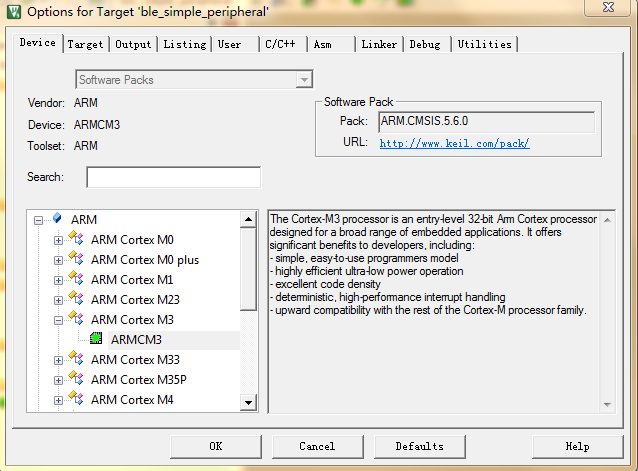 Options for Target 'ble_simple_peripheral'
Device Target Output Listing User C/C++ Asm Linker Debug Utilities
Software Packs
Vendor: ARM
Device: ARMCM3
Toolset: ARM
Search:
Software Pack
Pack: ARM.CMSIS.5.6.0
URL: http://www.keil.com/pack/
ARM
ARM Cortex M0
ARM Cortex M0 plus
ARM Cortex M1
ARM Cortex M23
ARM Cortex M3
ARMCM3
ARM Cortex M33
ARM Cortex M35P
ARM Cortex M4
The Cortex-M3 processor is an entry-level 32-bit Arm Cortex processor
designed for a broad range of embedded applications. It offers
significant benefits to developers, including:
- simple, easy-to-use programmers model
- highly efficient ultra-low power operation
- excellent code density
- deterministic, high-performance interrupt handling
- upward compatibility with the rest of the Cortex-M processor family.
OK Cancel Defaults Help